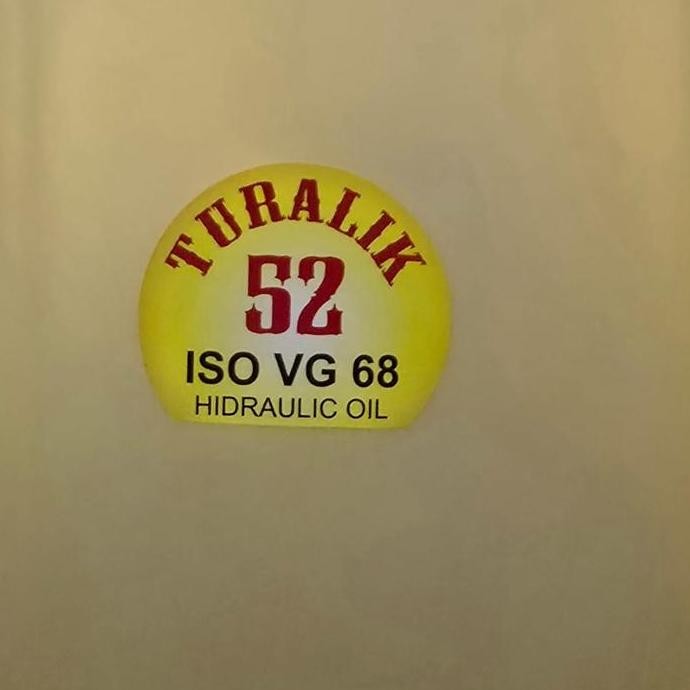 TURALIK
52
ISO VG 68
HIDRAULIC OIL